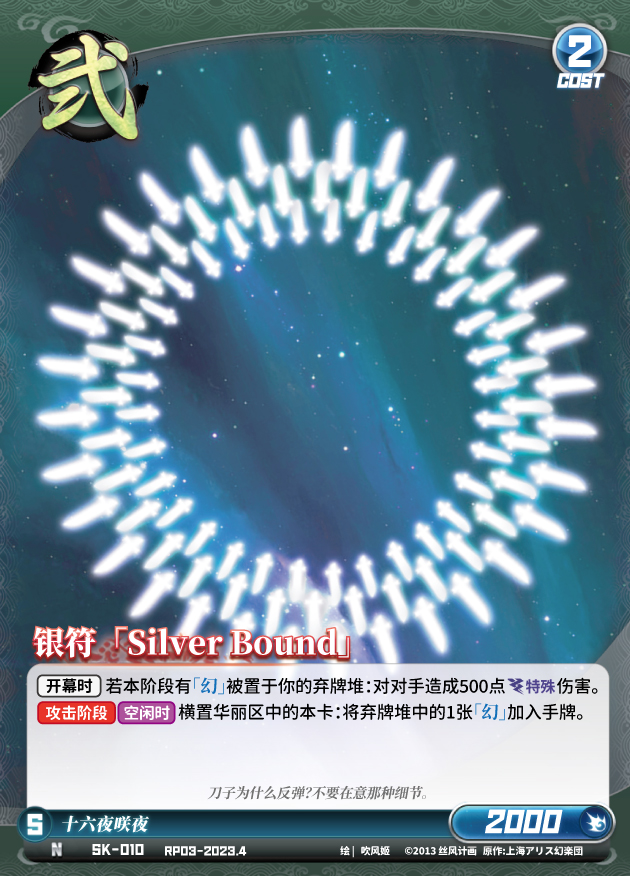 弐
2
COST
银符「Silver Bound」
开幕时 若本阶段有「幻」被置于你的弃牌堆：对对手造成500点 特殊伤害。
攻击阶段 空闲时 横置华丽区中的本卡：将弃牌堆中的1张「幻」加入手牌。
刀子为什么反弹?不要在意那种细节。
S 十六夜咲夜 2000
N SK-010 RP03-2023.4 绘| 吹风姬 ©2013 丝风计画 原作:上海アリス幻楽团